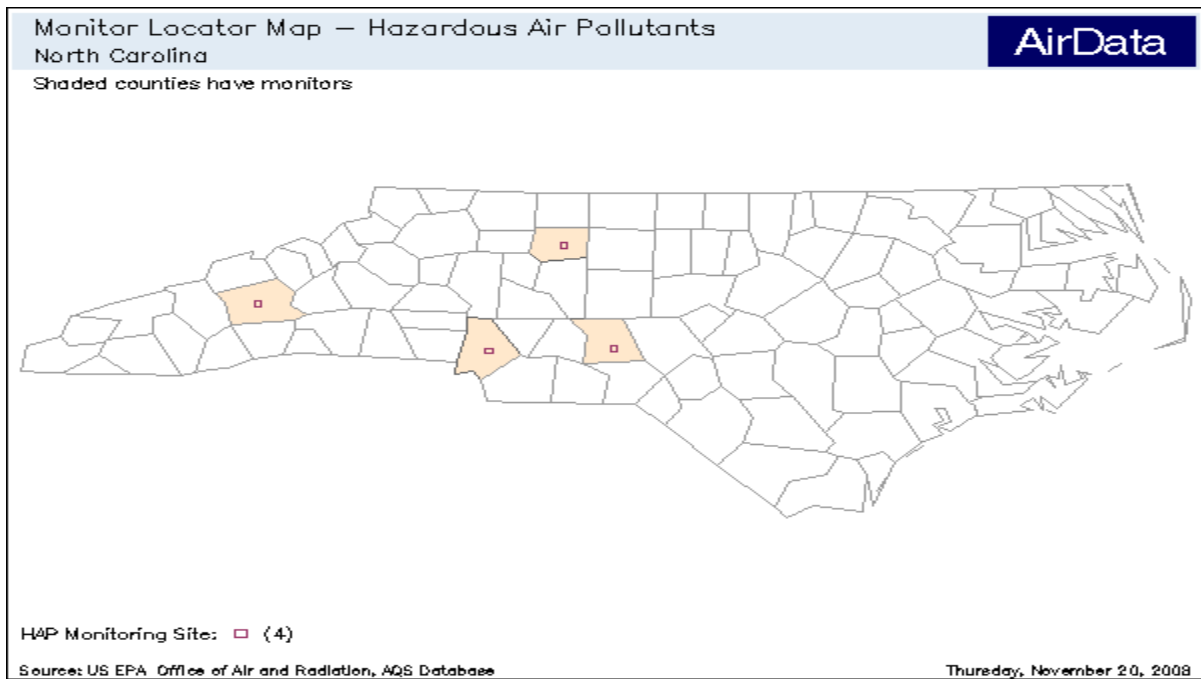 Monitor Locator Map – Hazardous Air Pollutants
North Carolina
AirData
Shaded counties have monitors
HAP Monitoring Site: (4)
Source: US EPA Office of Air and Radiation, AQS Database
Thursday, November 20, 2008